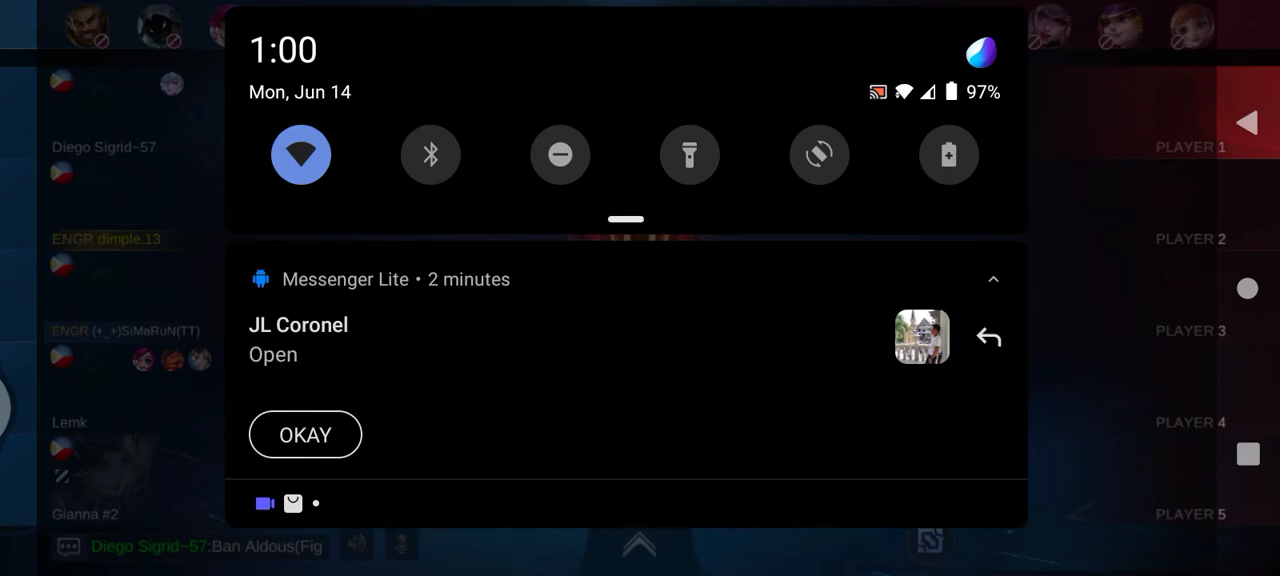 1:00
Mon, Jun 14
97%
Diego Sigrid~57
PLAYER 1
ENGR dimple.13
PLAYER 2
Messenger Lite • 2 minutes
JL Coronel
Open
ENGR (+_+)SiMaRuN(TT)
PLAYER 3
Lemk
PLAYER 4
OKAY
Gianna #2
PLAYER 5
Diego Sigrid~57:Ban Aldous(Fig